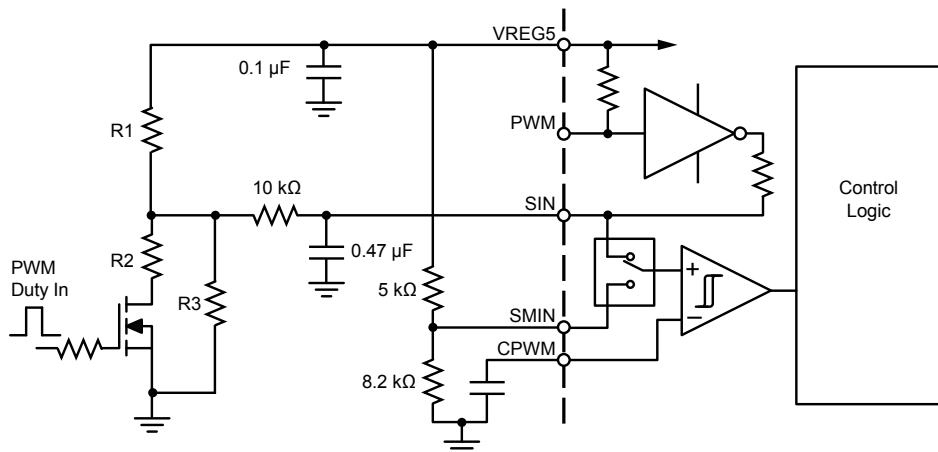 VREG5
0.1 µF
PWM
R1
Control
Logic
10 kΩ
SIN
R2
0.47 µF
PWM
Duty In
R3
5 kΩ
+
SMIN
−
CPWM
8.2 kΩ